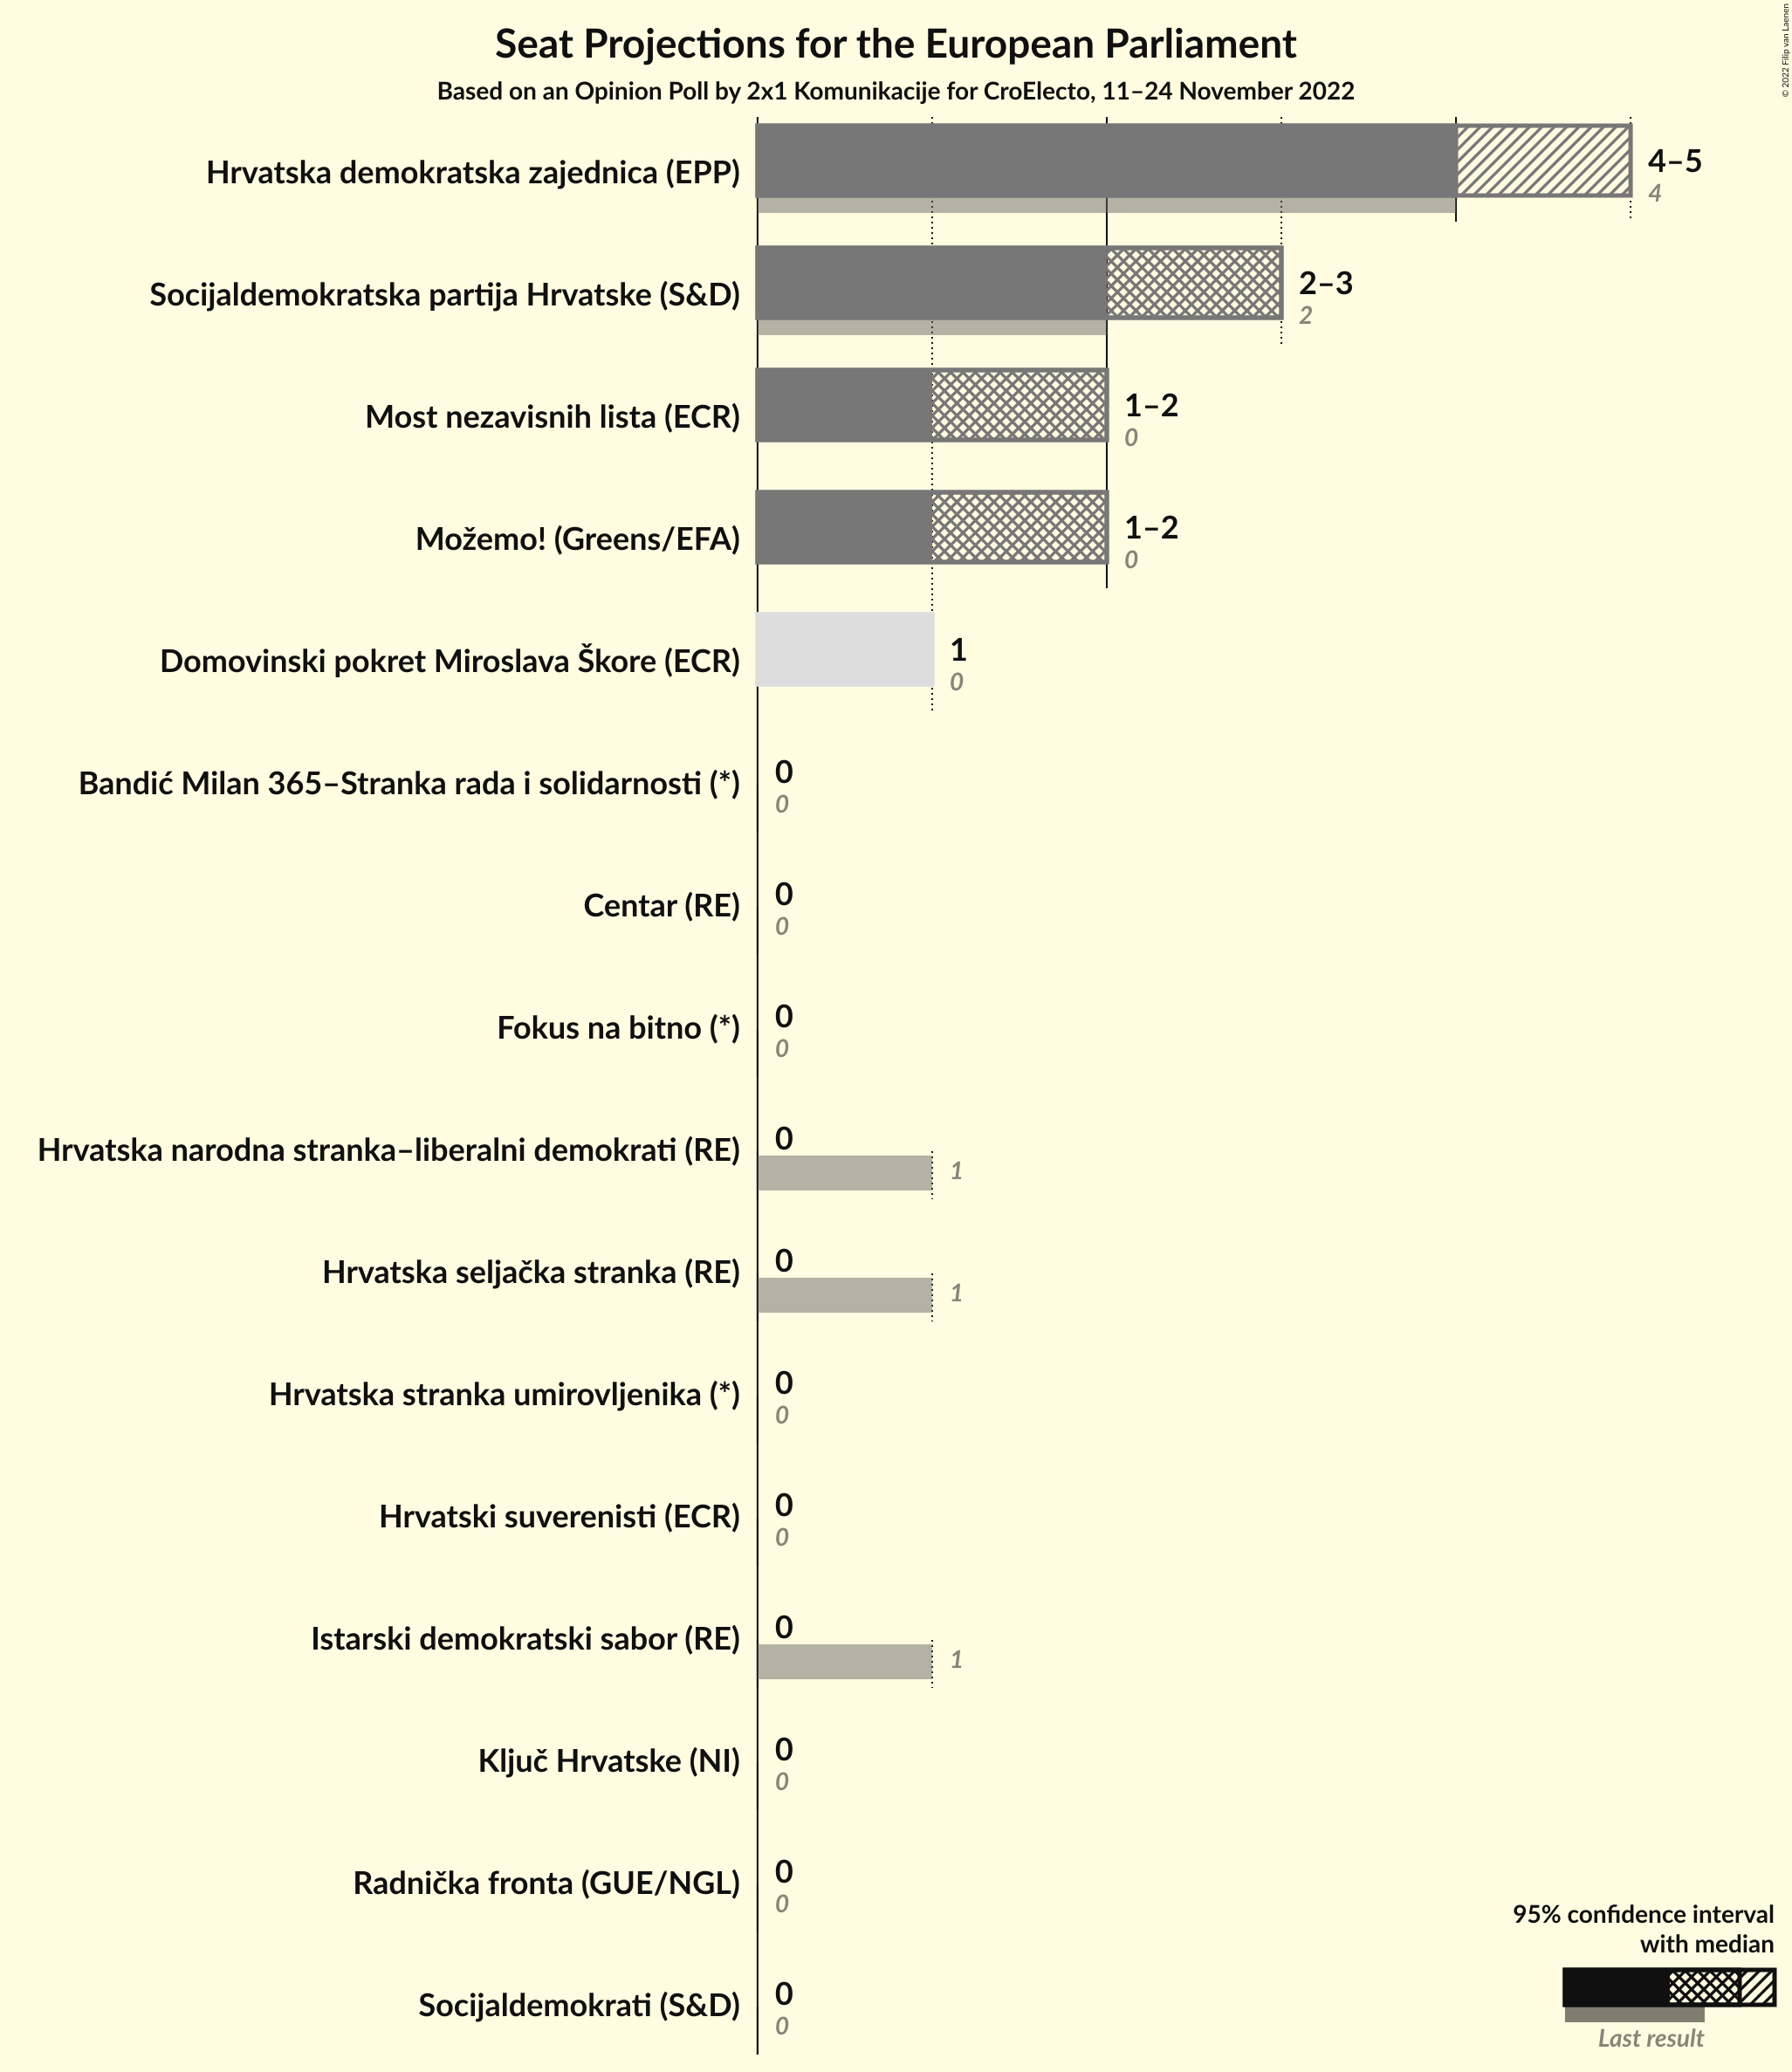 Seat Projections for the European Parliament
Based on an Opinion Poll by 2x1 Komunikacije for CroElecto, 11–24 November 2022
© 2022 Filip van Laenen
Hrvatska demokratska zajednica (EPP)
4–5
4
Socijaldemokratska partija Hrvatske (S&D)
2–3
2
Most nezavisnih lista (ECR)
1–2
0
Možemo! (Greens/EFA)
1–2
0
Domovinski pokret Miroslava Škore (ECR)
1
0
Bandić Milan 365–Stranka rada i solidarnosti (*)
0
0
Centar (RE)
0
0
Fokus na bitno (*)
0
0
Hrvatska narodna stranka–liberalni demokrati (RE)
0
1
Hrvatska seljačka stranka (RE)
0
1
Hrvatska stranka umirovljenika (*)
0
0
Hrvatski suverenisti (ECR)
0
0
Istarski demokratski sabor (RE)
0
1
Ključ Hrvatske (NI)
0
0
Radnička fronta (GUE/NGL)
0
0
Socijaldemokrati (S&D)
0
0
95% confidence interval
with median
Last result